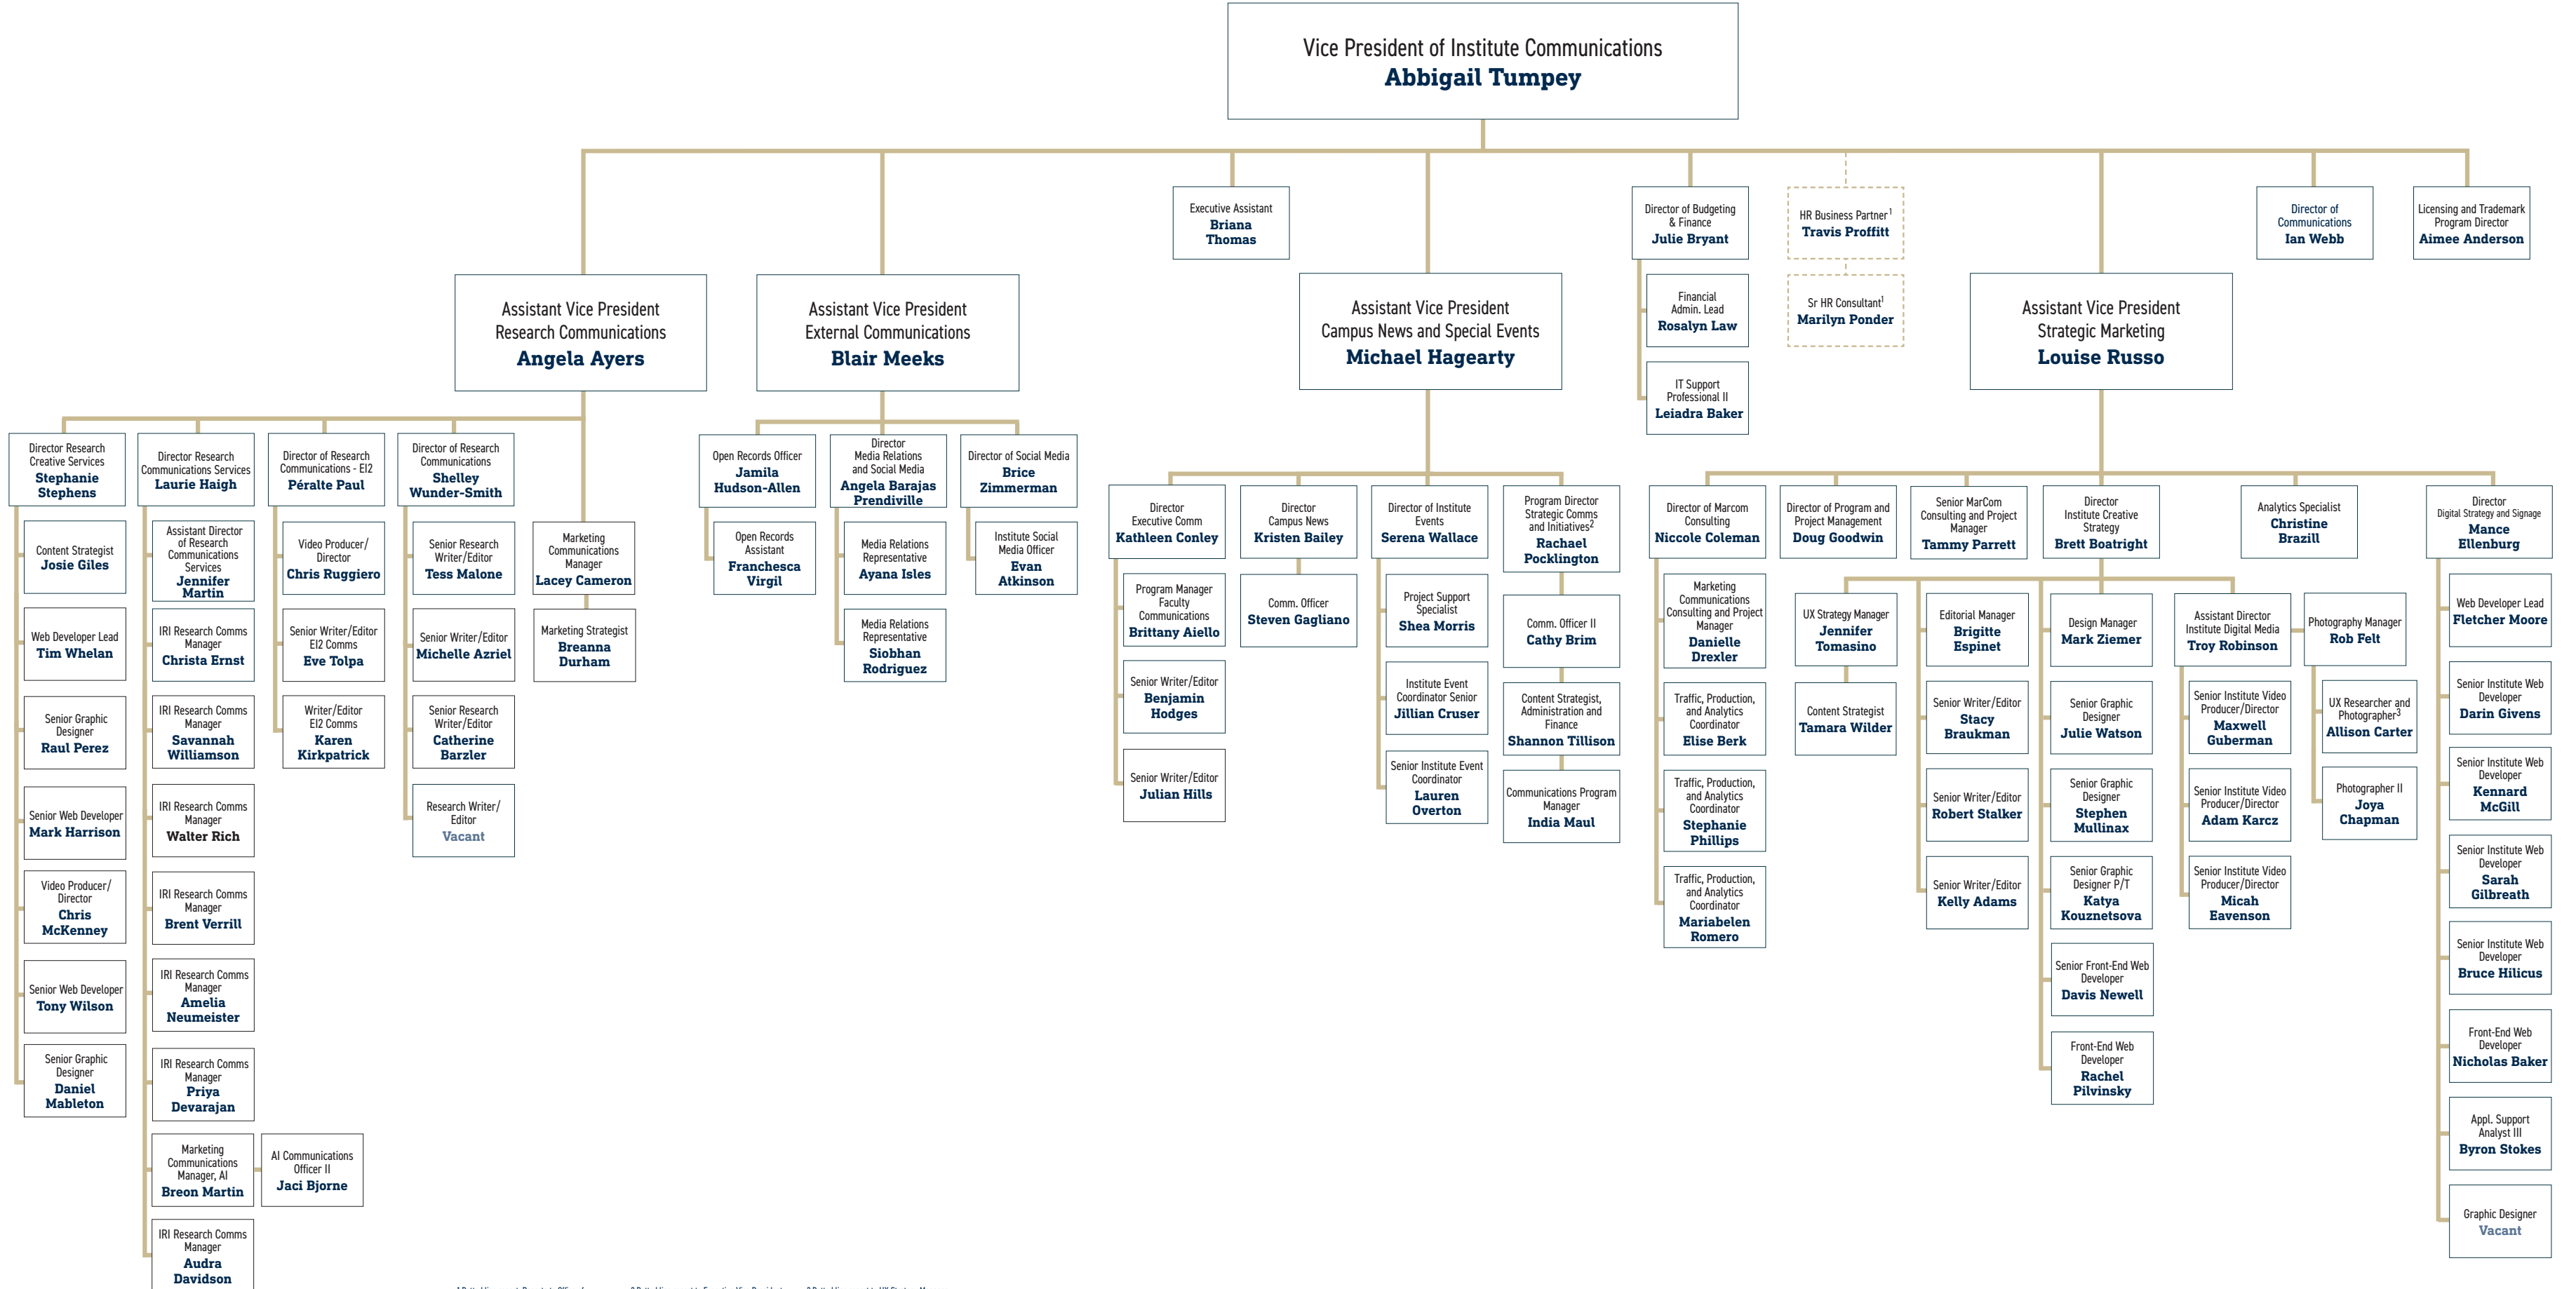 Vice President of Institute Communications
Abbigail Tumpey
Executive Assistant
Briana
Thomas
Director of Budgeting
& Finance
Julie Bryant
HR Business Partner1
Travis Proffitt
Director of
Communications
Ian Webb
Licensing and Trademark
Program Director
Aimee Anderson
Financial
Admin. Lead
Rosalyn Law
Sr HR Consultant1
Marilyn Ponder
IT Support
Professional II
Leiadra Baker
Assistant Vice President
Research Communications
Angela Ayers
Assistant Vice President
External Communications
Blair Meeks
Assistant Vice President
Campus News and Special Events
Michael Hagearty
Assistant Vice President
Strategic Marketing
Louise Russo
Director Research
Creative Services
Stephanie
Stephens
Content Strategist
Josie Giles
Web Developer Lead
Tim Whelan
Senior Graphic
Designer
Raul Perez
Senior Web Developer
Mark Harrison
Video Producer/
Director
Chris
McKenney
Senior Web Developer
Tony Wilson
Senior Graphic
Designer
Daniel
Mableton
Director Research
Communications Services
Laurie Haigh
Assistant Director
of Research
Communications
Services
Jennifer
Martin
IRI Research Comms
Manager
Christa Ernst
IRI Research Comms
Manager
Savannah
Williamson
IRI Research Comms
Manager
Walter Rich
IRI Research Comms
Manager
Brent Verrill
IRI Research Comms
Manager
Amelia
Neumeister
IRI Research Comms
Manager
Priya
Devarajan
Marketing
Communications
Manager, AI
Breon Martin
AI Communications
Officer II
Jaci Bjorne
IRI Research Comms
Manager
Audra
Davidson
Director of Research
Communications - EI2
Péralte Paul
Video Producer/
Director
Chris Ruggiero
Senior Writer/Editor
EI2 Comms
Eve Tolpa
Writer/Editor
EI2 Comms
Karen
Kirkpatrick
Director of Research
Communications
Shelley
Wunder-Smith
Senior Research
Writer/Editor
Tess Malone
Senior Writer/Editor
Michelle Azriel
Senior Research
Writer/Editor
Catherine
Barzler
Research Writer/
Editor
Vacant
Marketing
Communications
Manager
Lacey Cameron
Marketing Strategist
Breanna
Durham
Open Records Officer
Jamila
Hudson-Allen
Open Records
Assistant
Franchesca
Virgil
Director
Media Relations
and Social Media
Angela Barajas
Prendiville
Media Relations
Representative
Ayana Isles
Media Relations
Representative
Siobhan
Rodriguez
Director of Social Media
Brice
Zimmerman
Institute Social
Media Officer
Evan
Atkinson
Director
Executive Comm
Kathleen Conley
Program Manager
Faculty
Communications
Brittany Aiello
Senior Writer/Editor
Benjamin
Hodges
Senior Writer/Editor
Julian Hills
Director
Campus News
Kristen Bailey
Comm. Officer
Steven Gagliano
Director of Institute
Events
Serena Wallace
Project Support
Specialist
Shea Morris
Institute Event
Coordinator Senior
Jillian Cruser
Senior Institute Event
Coordinator
Lauren
Overton
Program Director
Strategic Comms
and Initiatives2
Rachael
Pocklington
Comm. Officer II
Cathy Brim
Content Strategist,
Administration and
Finance
Shannon Tillison
Communications Program
Manager
India Maul
Director of Marcom
Consulting
Niccole Coleman
Marketing
Communications
Consulting and Project
Manager
Danielle
Drexler
Traffic, Production,
and Analytics
Coordinator
Elise Berk
Traffic, Production,
and Analytics
Coordinator
Stephanie
Phillips
Traffic, Production,
and Analytics
Coordinator
Mariabelen
Romero
Director of Program and
Project Management
Doug Goodwin
Senior MarCom
Consulting and Project
Manager
Tammy Parrett
Director
Institute Creative
Strategy
Brett Boatright
UX Strategy Manager
Jennifer
Tomasino
Content Strategist
Tamara Wilder
Editorial Manager
Brigitte
Espinet
Senior Writer/Editor
Stacy
Braukman
Senior Writer/Editor
Robert Stalker
Senior Writer/Editor
Kelly Adams
Design Manager
Mark Ziemer
Senior Graphic
Designer
Julie Watson
Senior Graphic
Designer
Stephen
Mullinax
Senior Graphic
Designer P/T
Katya
Kouznetsova
Senior Front-End Web
Developer
Davis Newell
Front-End Web
Developer
Rachel
Pilvinsky
Assistant Director
Institute Digital Media
Troy Robinson
Senior Institute Video
Producer/Director
Maxwell
Guberman
Senior Institute Video
Producer/Director
Adam Karcz
Senior Institute Video
Producer/Director
Micah
Eavenson
Photography Manager
Rob Felt
UX Researcher and
Photographer3
Allison Carter
Photographer II
Joya
Chapman
Analytics Specialist
Christine
Brazill
Director
Digital Strategy and Signage
Mance
Ellenburg
Web Developer Lead
Fletcher Moore
Senior Institute Web
Developer
Darin Givens
Senior Institute Web
Developer
Kennard
McGill
Senior Institute Web
Developer
Sarah
Gilbreath
Senior Institute Web
Developer
Bruce Hilicus
Front-End Web
Developer
Nicholas Baker
Appl. Support
Analyst III
Byron Stokes
Graphic Designer
Vacant